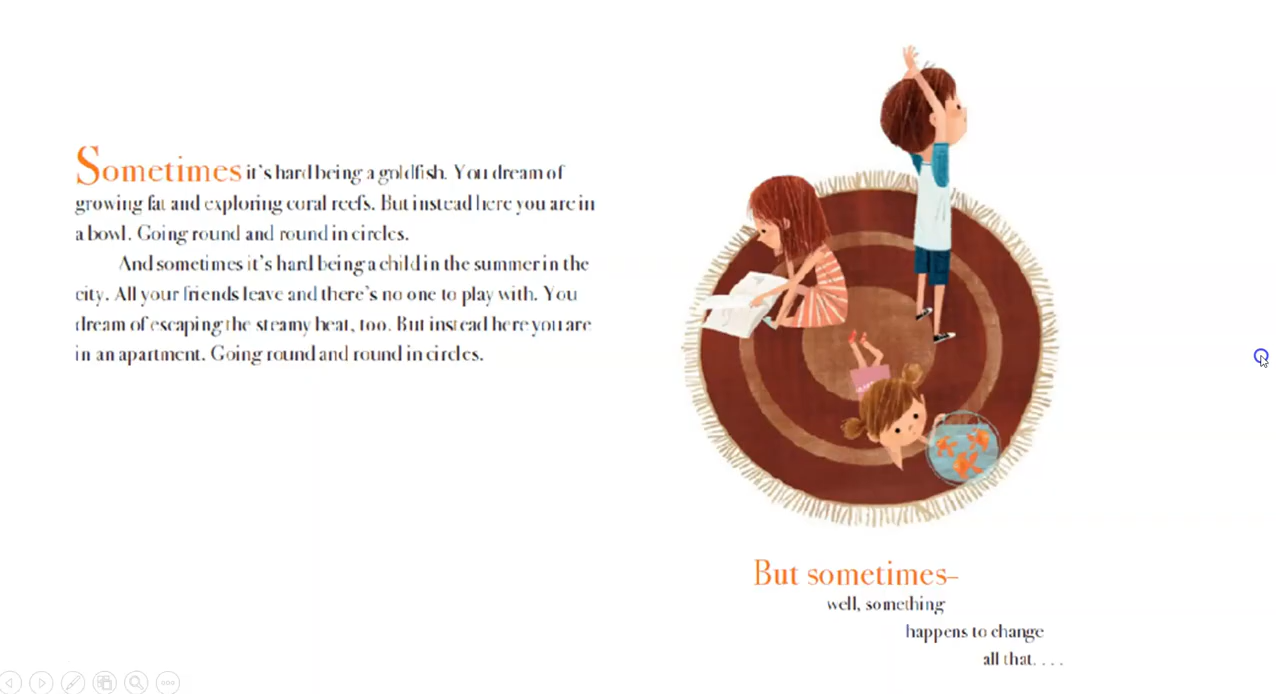 Sometimes it's hard being a goldfish. You dream of
growing fat and exploring coral reefs. But instead here you are in
a bowl. Going round and round in circles.
And sometimes it's hard being a child in the summer in the
city. All your friends leave and there's no one to play with. You
dream of escaping the steamy heat, too. But instead here you are
in an apartment. Going round and round in circles.
But sometimes–
well, something
happens to change
all that. . . .